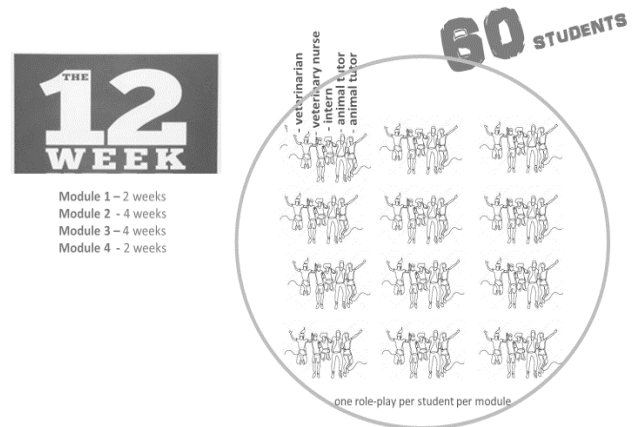 THE
12
WEEK
Module 1 – 2 weeks
Module 2 - 4 weeks
Module 3 – 4 weeks
Module 4 - 2 weeks
60 STUDENTS
- veterinarian
- veterinary nurse
- intern
- animal tutor
- animal tutor
one role-play per student per module